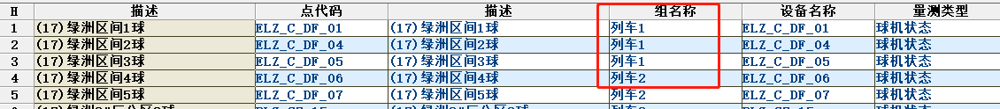 H 描述 点代码 描述 组名称 设备名称 量测类型
1 (17)绿洲区间1球 ELZ_C_DF_01 (17)绿洲区间1球 列车1 ELZ_C_DF_01 球机状态
2 (17)绿洲区间2球 ELZ_C_DF_04 (17)绿洲区间2球 列车1 ELZ_C_DF_04 球机状态
3 (17)绿洲区间3球 ELZ_C_DF_05 (17)绿洲区间3球 列车1 ELZ_C_DF_05 球机状态
4 (17)绿洲区间4球 ELZ_C_DF_06 (17)绿洲区间4球 列车2 ELZ_C_DF_06 球机状态
5 (17)绿洲区间5球 ELZ_C_DF_07 (17)绿洲区间5球 列车2 ELZ_C_DF_07 球机状态